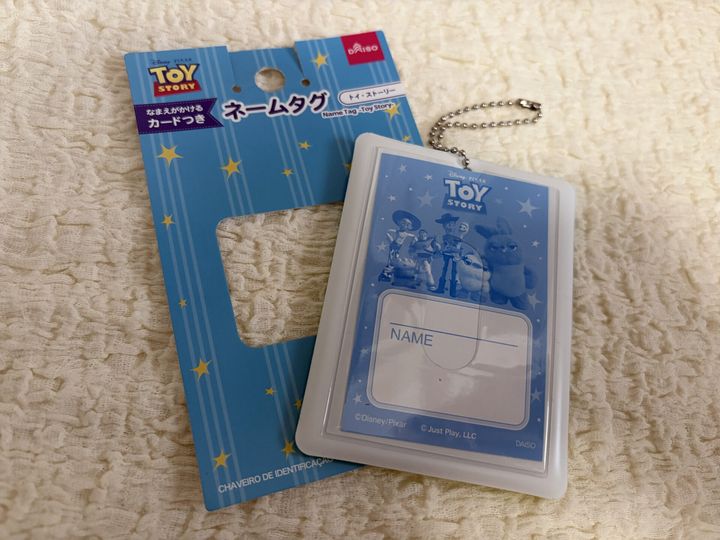 Disney PIXAR
TOY
STORY
DAISO
なまえがかける
カードつき
ネームタグ
トイ・ストーリー
Name Tag -Toy Story-
CHAVEIRO DE IDENTIFICAÇÃO
Disney PIXAR
TOY
STORY
NAME
©Disney/Pixar
© Just Play, LLC
DAISO